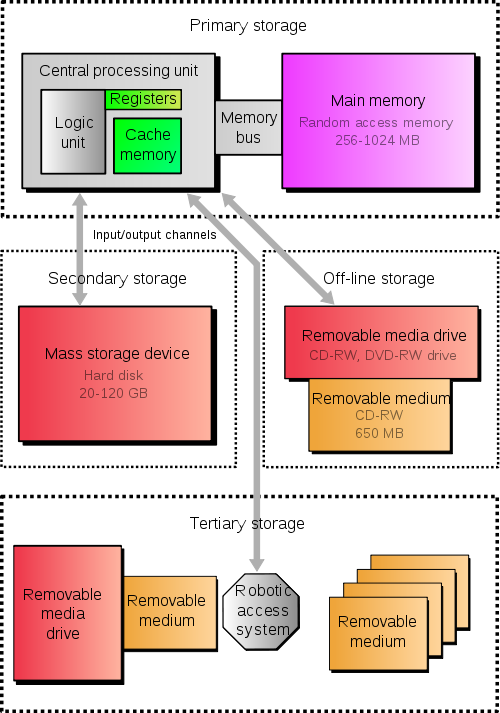 Primary storage
Central processing unit
Registers
Logic
unit
Cache
memory
Memory
bus
Main memory
Random access memory
256-1024 MB
Input/output channels
Secondary storage
Mass storage device
Hard disk
20-120 GB
Off-line storage
Removable media drive
CD-RW, DVD-RW drive
Removable medium
CD-RW
650 MB
Tertiary storage
Removable
media
drive
Removable
medium
Robotic
access
system
Removable
medium